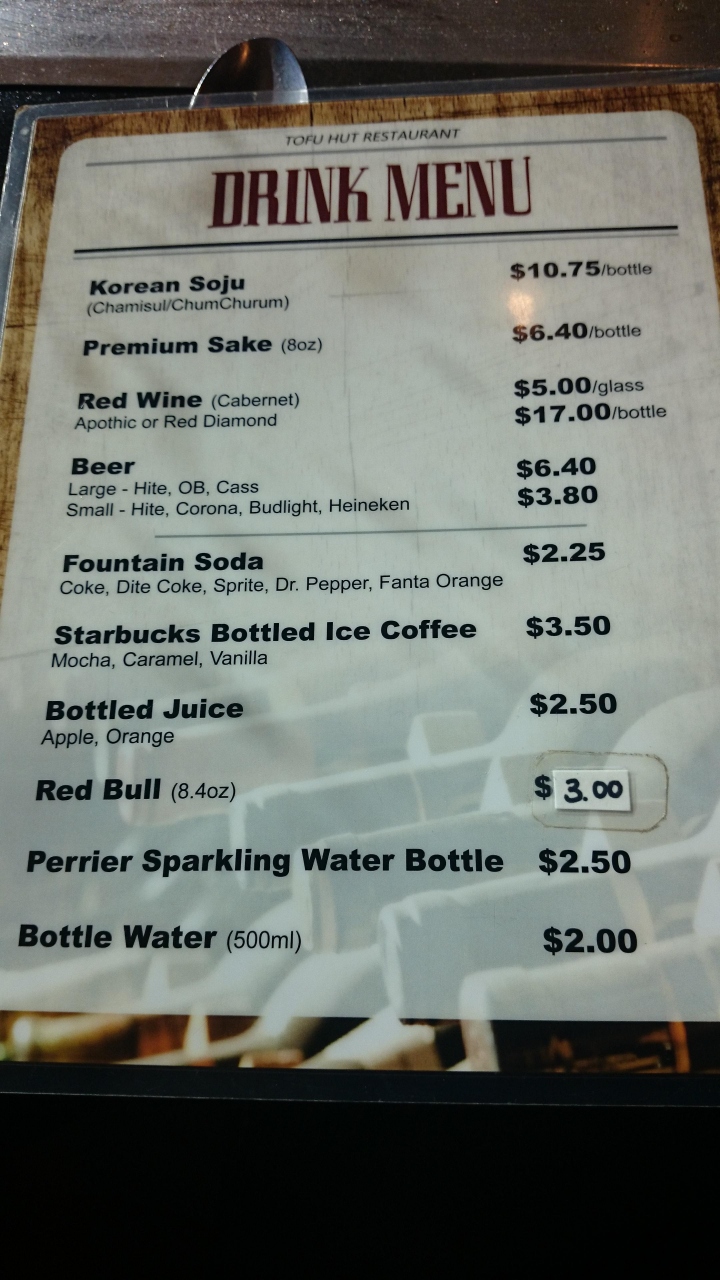 TOFU HUT RESTAURANT
DRINK MENU
Korean Soju $10.75/bottle
(Chamisul/ChumChurum)
Premium Sake (8oz) $6.40/bottle
Red Wine (Cabernet) $5.00/glass
Apothic or Red Diamond $17.00/bottle
Beer $6.40
Large - Hite, OB, Cass
Small - Hite, Corona, Budlight, Heineken $3.80
Fountain Soda $2.25
Coke, Dite Coke, Sprite, Dr. Pepper, Fanta Orange
Starbucks Bottled Ice Coffee $3.50
Mocha, Caramel, Vanilla
Bottled Juice $2.50
Apple, Orange
Red Bull (8.4oz) $ 3.00
Perrier Sparkling Water Bottle $2.50
Bottle Water (500ml) $2.00